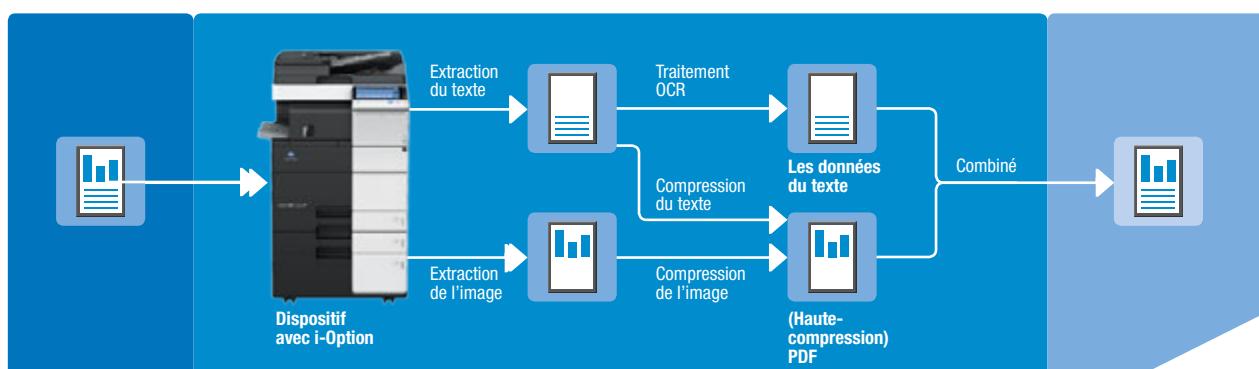 Extraction
du texte
Traitement
OCR
Les données
du texte
Combiné
Compression
du texte
Extraction
de l’image
Compression
de l’image
Dispositif
avec i-Option
(Haute-
compression)
PDF